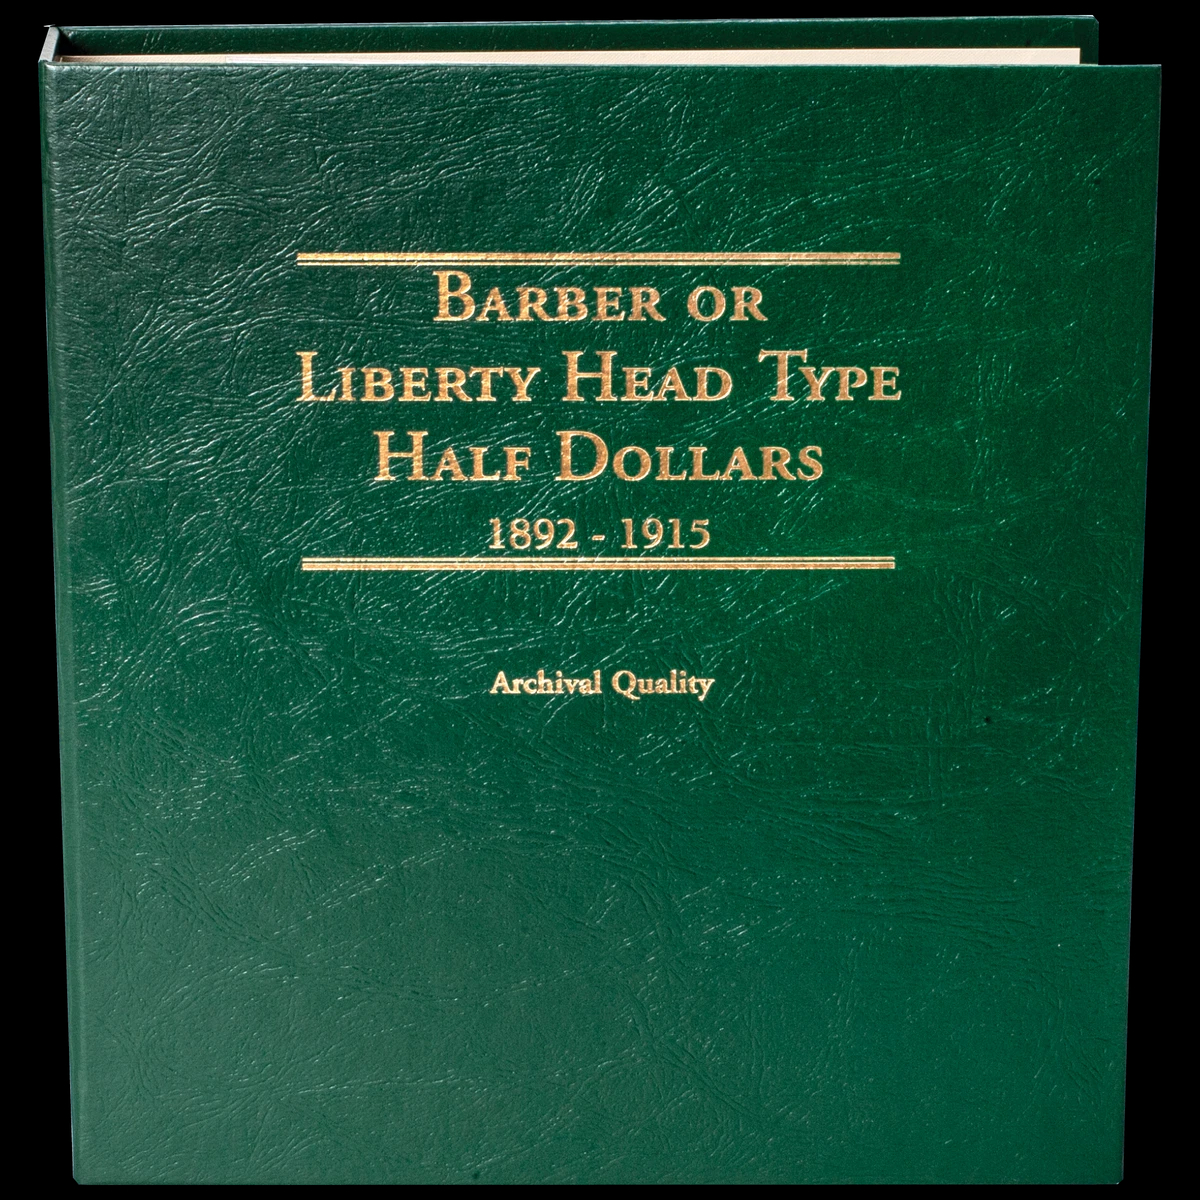 Barber or
Liberty Head Type
Half Dollars
1892 - 1915
Archival Quality